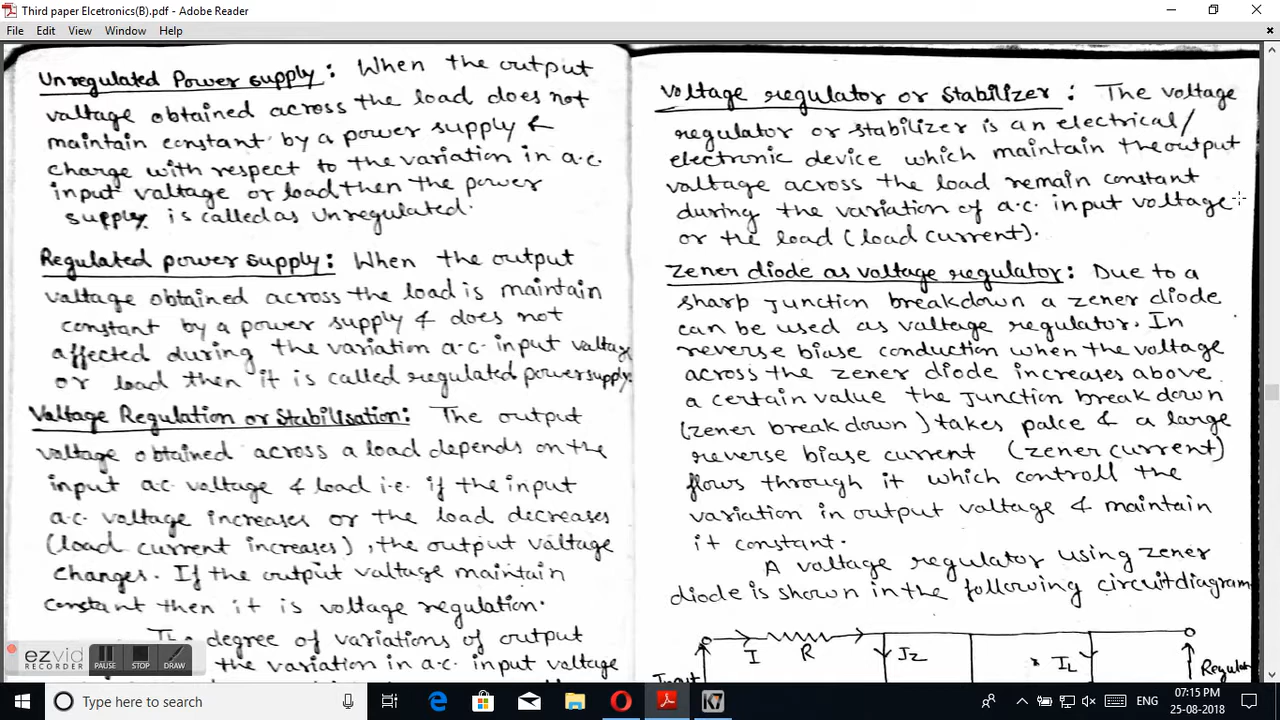 Third paper Elcetronics(B).pdf - Adobe Reader
File Edit View Window Help
Unregulated Power supply: When the output
voltage obtained across the load does not
maintain constant by a power supply &
charge with respect to the variation in a.c.
input voltage or load then the power
supply is called as unregulated.
Regulated power supply: When the output
voltage obtained across the load is maintain
constant by a power supply & does not
affected during the variation a.c. input voltage
or load then it is called regulated power supply.
Voltage Regulation or Stabilisation: The output
voltage obtained across a load depends on the
input a.c. voltage & load i.e. if the input
a.c. voltage increases or the load decreases
(load current increases), the output voltage
changes. If the output voltage maintain
constant then it is voltage regulation.
The degree of variations of output
the variation in a.c. input voltage
voltage regulator or stabilizer: The voltage
regulator or stabilizer is an electrical/
electronic device which maintain the output
voltage across the load remain constant
during the variation of a.c. input voltage
or the load (load current).
Zener diode as voltage regulator: Due to a
sharp junction breakdown a zener diode
can be used as voltage regulator. In
reverse biase conduction when the voltage
across the zener diode increases above
a certain value the junction break down
(zener break down) takes palce & a large
reverse biase current (zener current)
flows through it which controll the
variation in output voltage & maintain
it constant.
A voltage regulator using zener
diode is shown in the following circuit diagram
I R IZ IL
Input Regulat
ezvid
RECORDER
PAUSE STOP DRAW
Type here to search
ENG
07:15 PM
25-08-2018